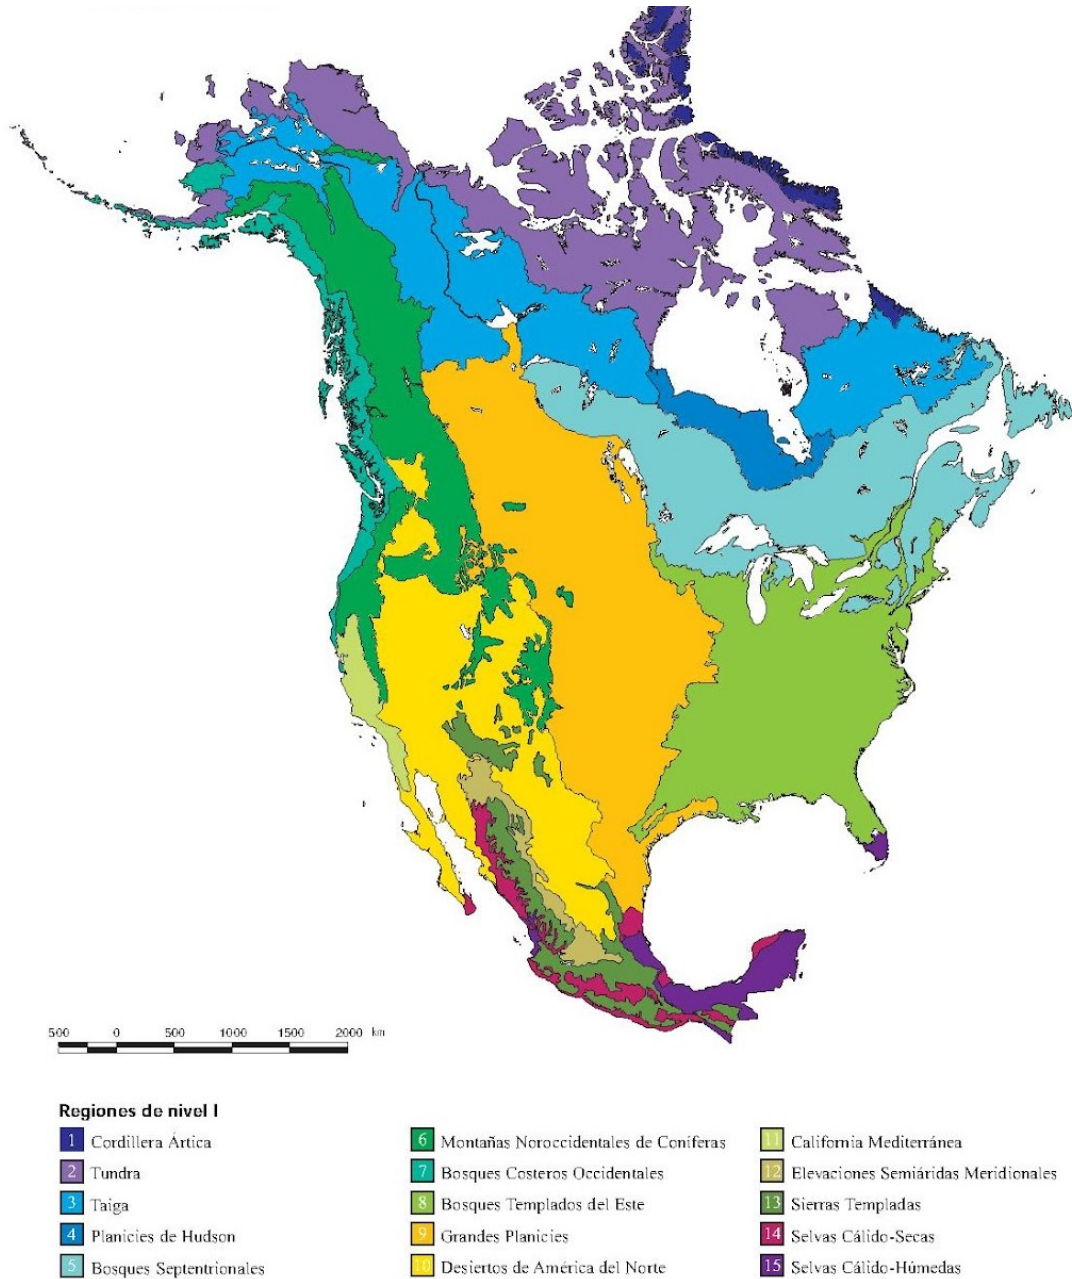 500 0 500 1000 1500 2000 km
Regiones de nivel I
1 Cordillera Ártica
2 Tundra
3 Taiga
4 Planicies de Hudson
5 Bosques Septentrionales
6 Montañas Noroccidentales de Coníferas
7 Bosques Costeros Occidentales
8 Bosques Templados del Este
9 Grandes Planicies
10 Desiertos de América del Norte
11 California Mediterránea
12 Elevaciones Semiáridas Meridionales
13 Sierras Templadas
14 Selvas Cálido-Secas
15 Selvas Cálido-Húmedas